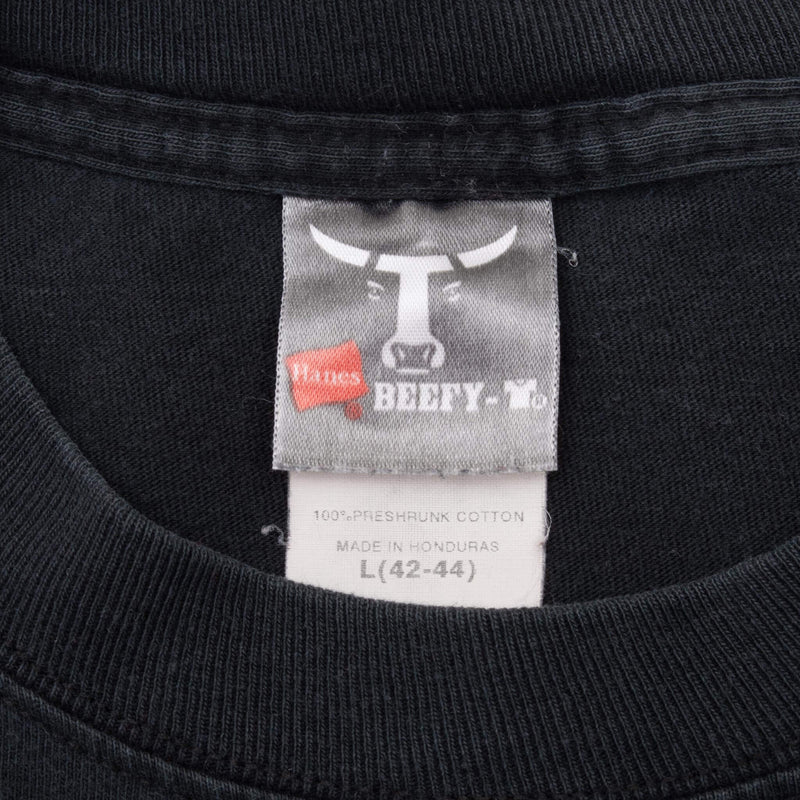 Hanes
®
BEEFY-
®
100% PRESHRUNK COTTON
MADE IN HONDURAS
L(42-44)